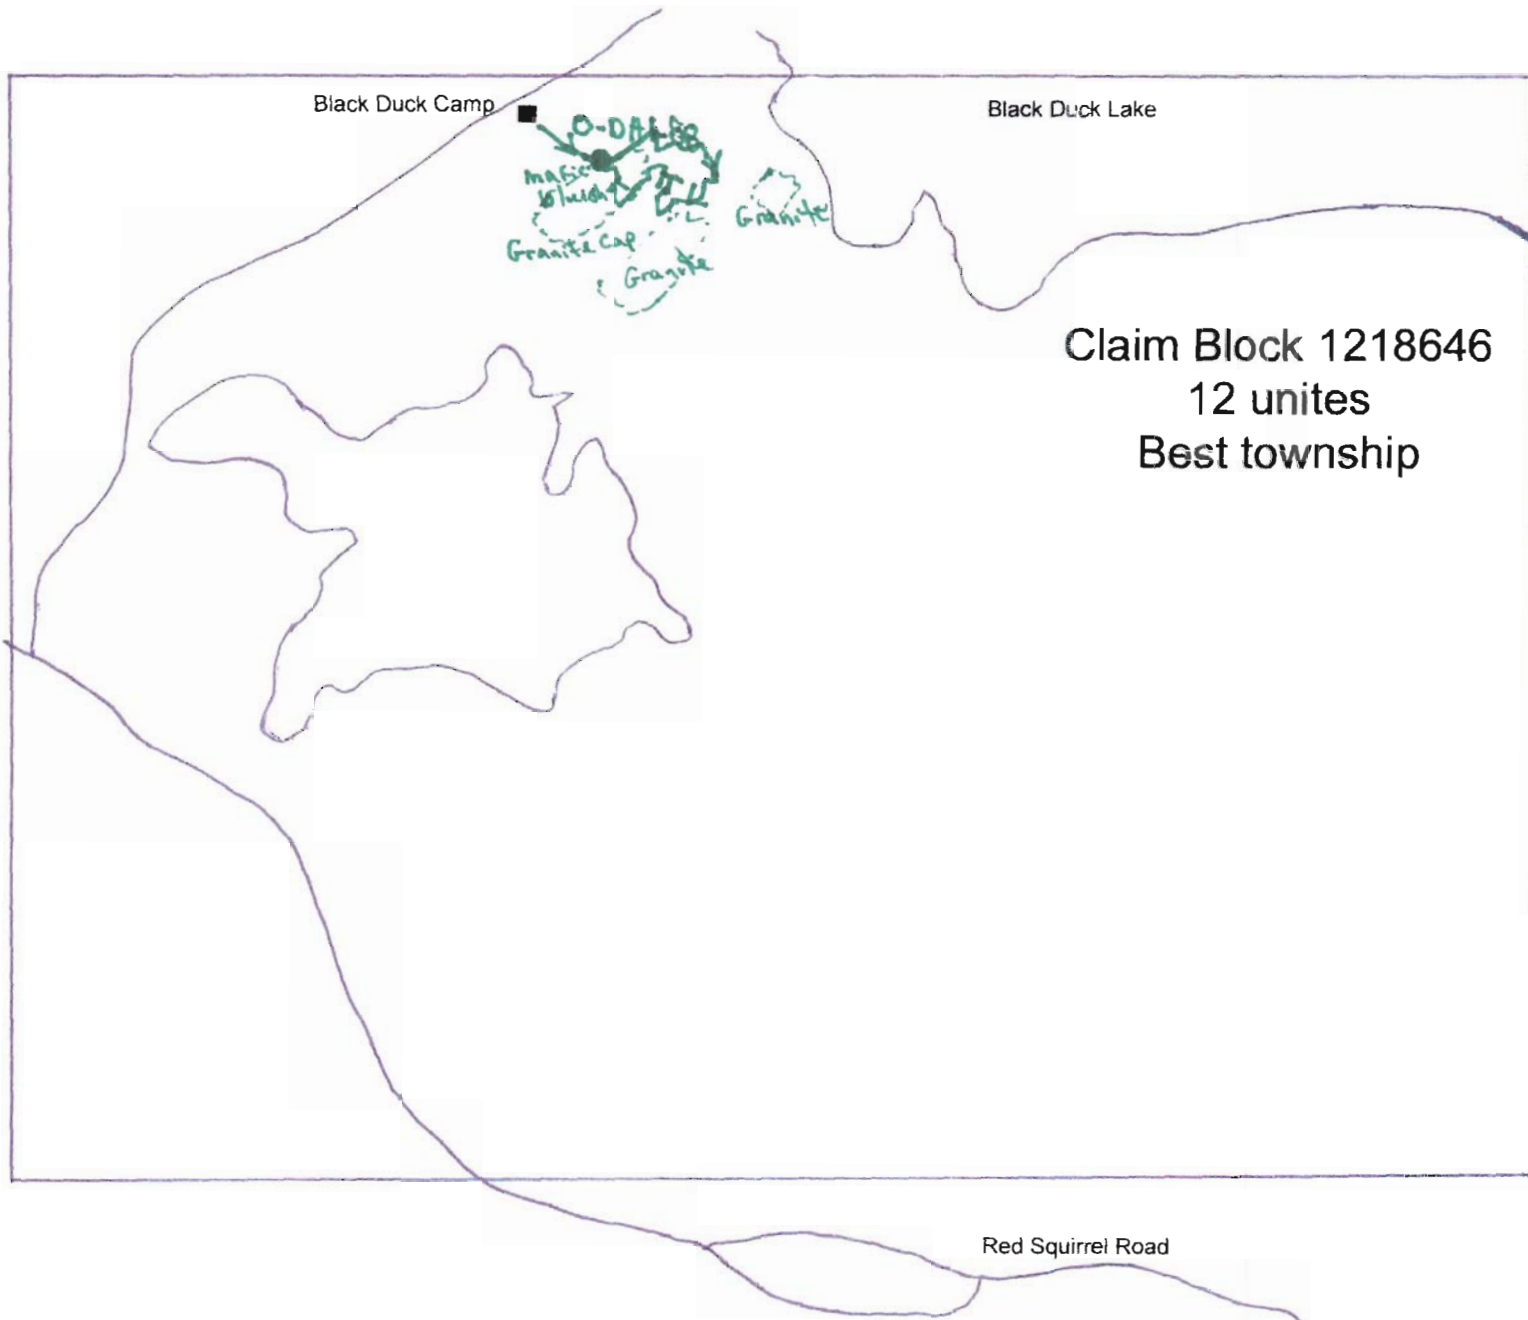 Black Duck Camp
Black Duck Lake
mafic
Granite
Granite Cap
Granite
Claim Block 1218646
12 unites
Best township
Red Squirrel Road